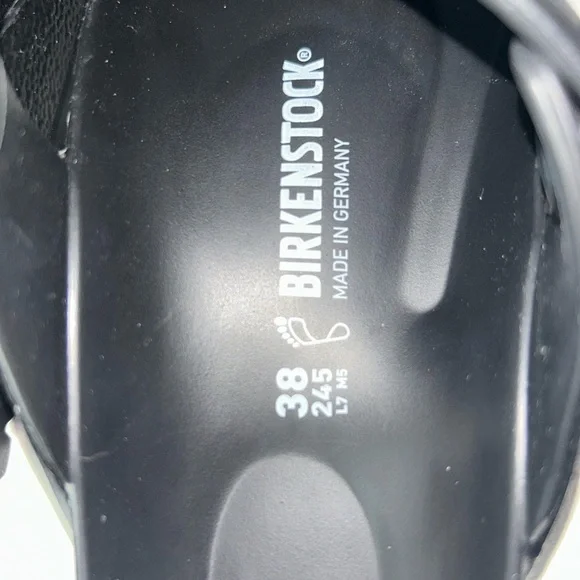 BIRKENSTOCK®
MADE IN GERMANY
38
245
L7 M5